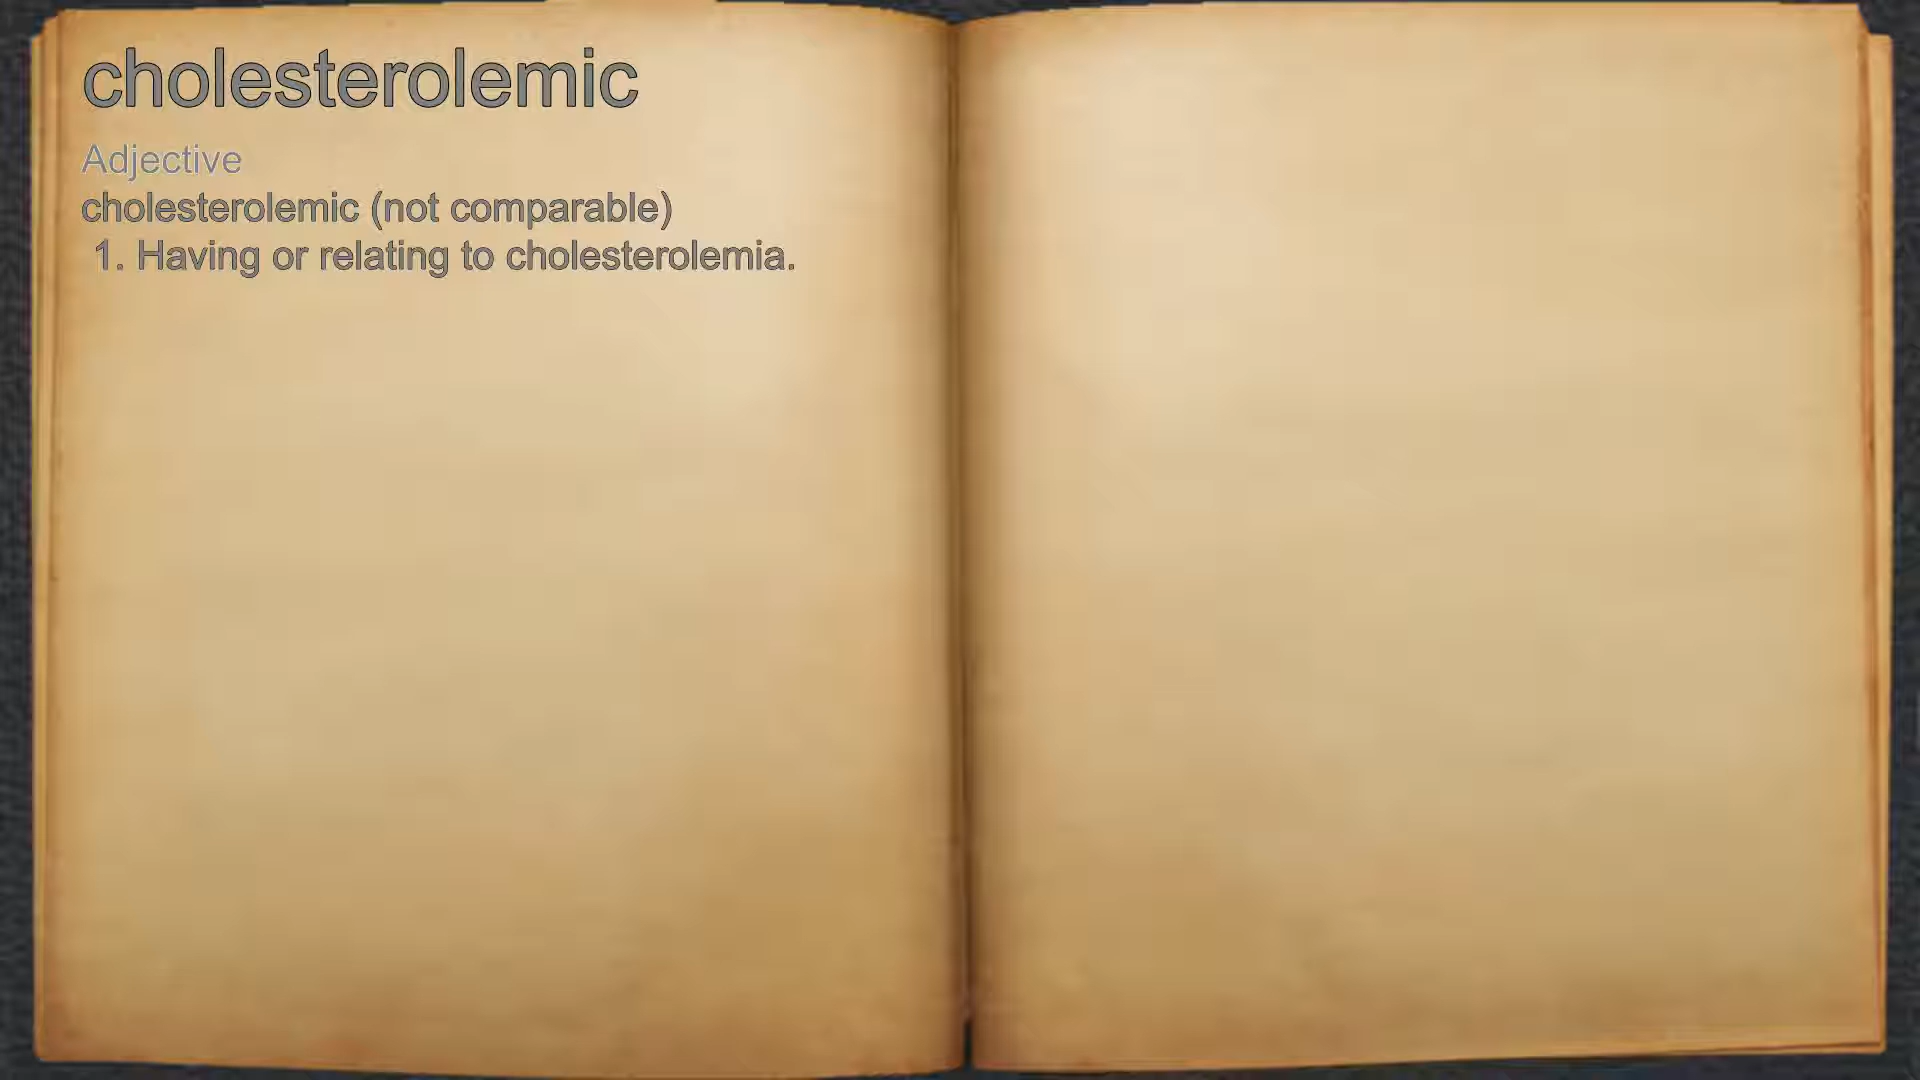 cholesterolemic
Adjective
cholesterolemic (not comparable)
1. Having or relating to cholesterolemia.